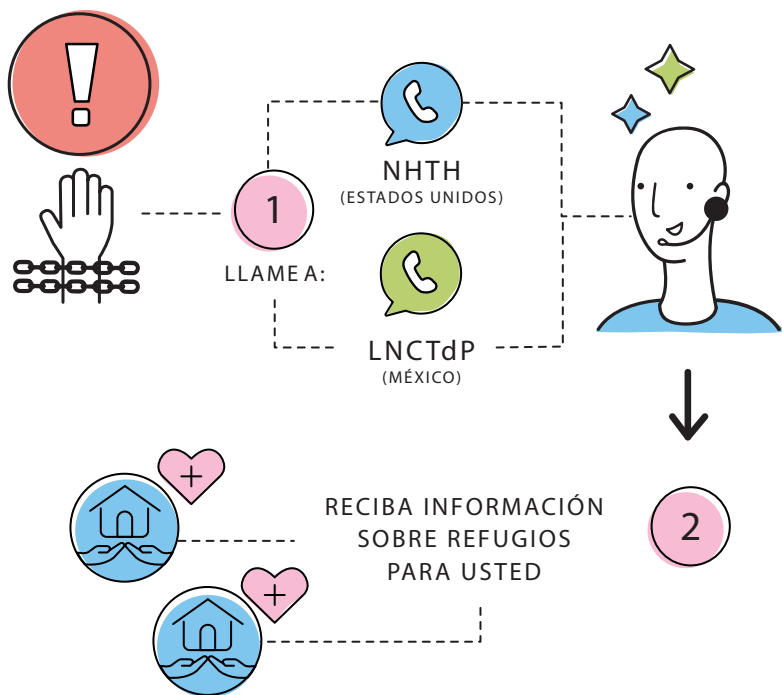 1
LLAME A:
NHTH
(ESTADOS UNIDOS)
LNCTdP
(MÉXICO)
2
RECIBA INFORMACIÓN
SOBRE REFUGIOS
PARA USTED